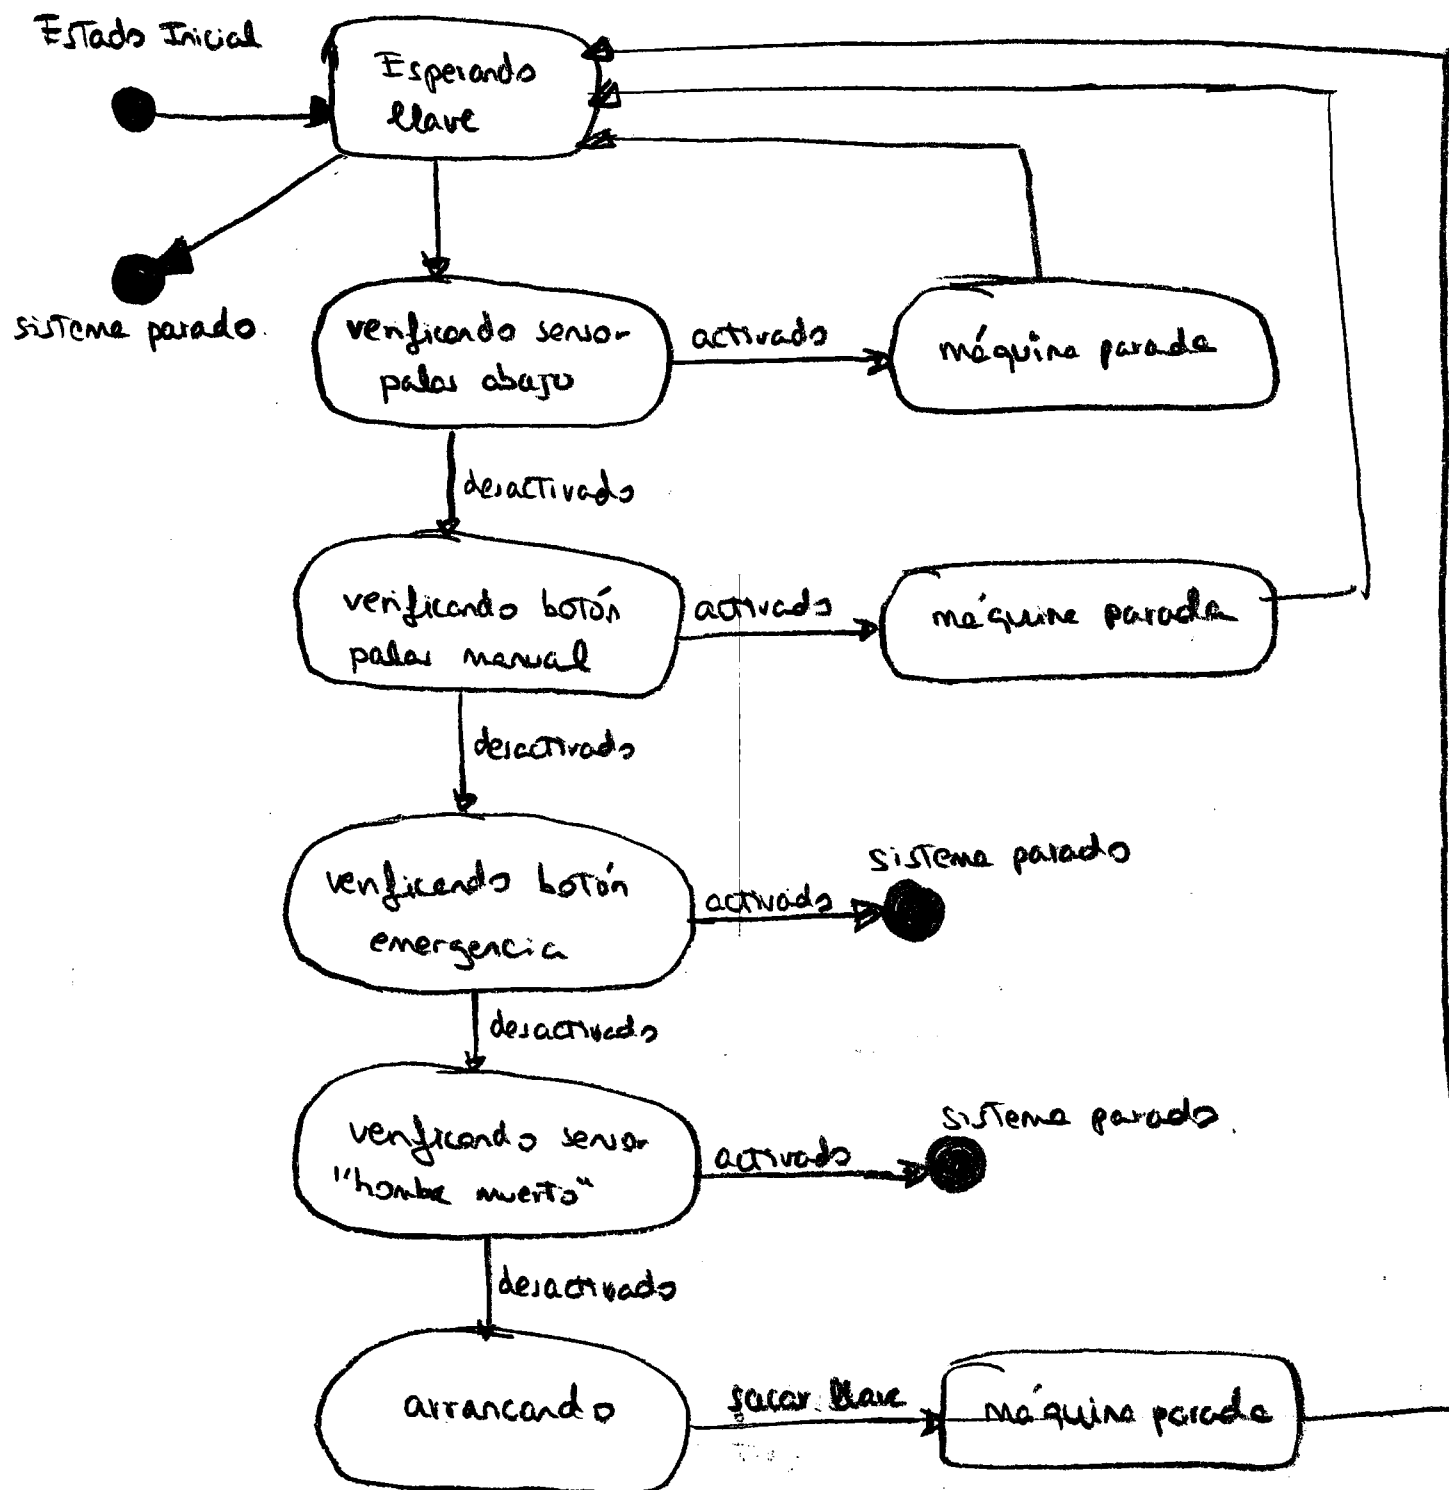 Estado Inicial
Esperando
llave
sistema parado.
verificando sensor
palas abajo
activado
máquina parada
desactivado
verificando botón
palas manual
activado
máquina parada
desactivado
verificando botón
emergencia
activado
sistema parado
desactivado
verificando sensor
"hombre muerto"
activado
sistema parado.
desactivado
arrancando
sacar llave
máquina parada